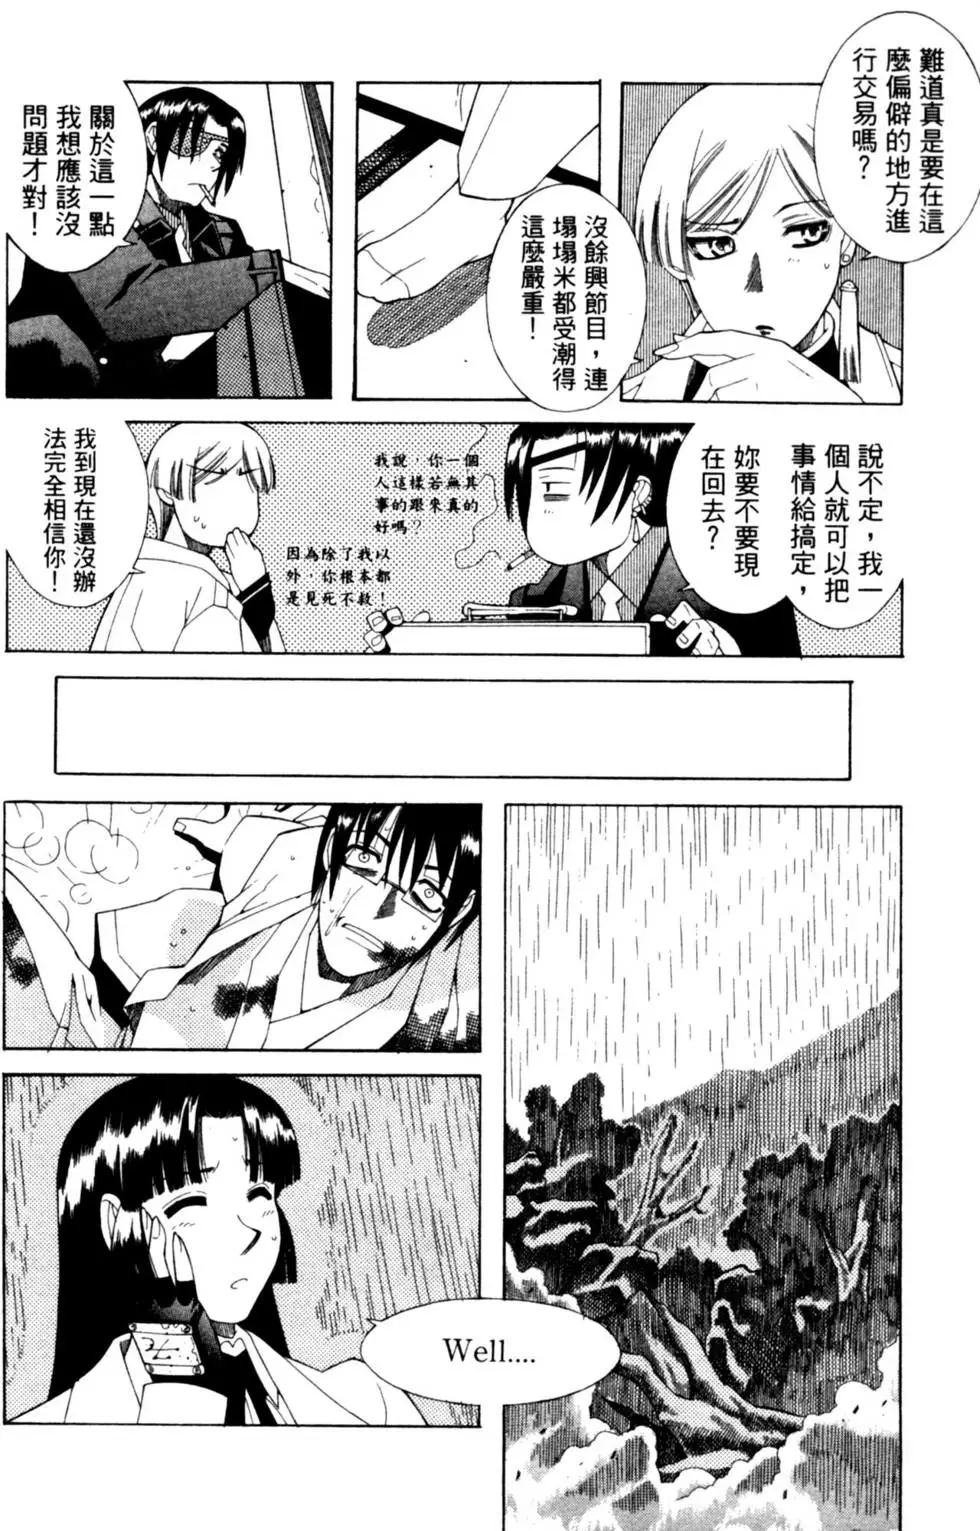 難道真是要在這
麼偏僻的地方進
行交易嗎？
沒餘興節目，連
塌塌米都受潮得
這麼嚴重！
關於這一點
我想應該沒
問題才對！
說不定，我一
個人就可以把
事情給搞定，
妳要不要現
在回去？
我說，你一個
人這樣若無其
事的跟來真的
好嗎？
因為除了我以
外，你根本都
是見死不救！
我到現在還沒辦
法完全相信你！
Well....